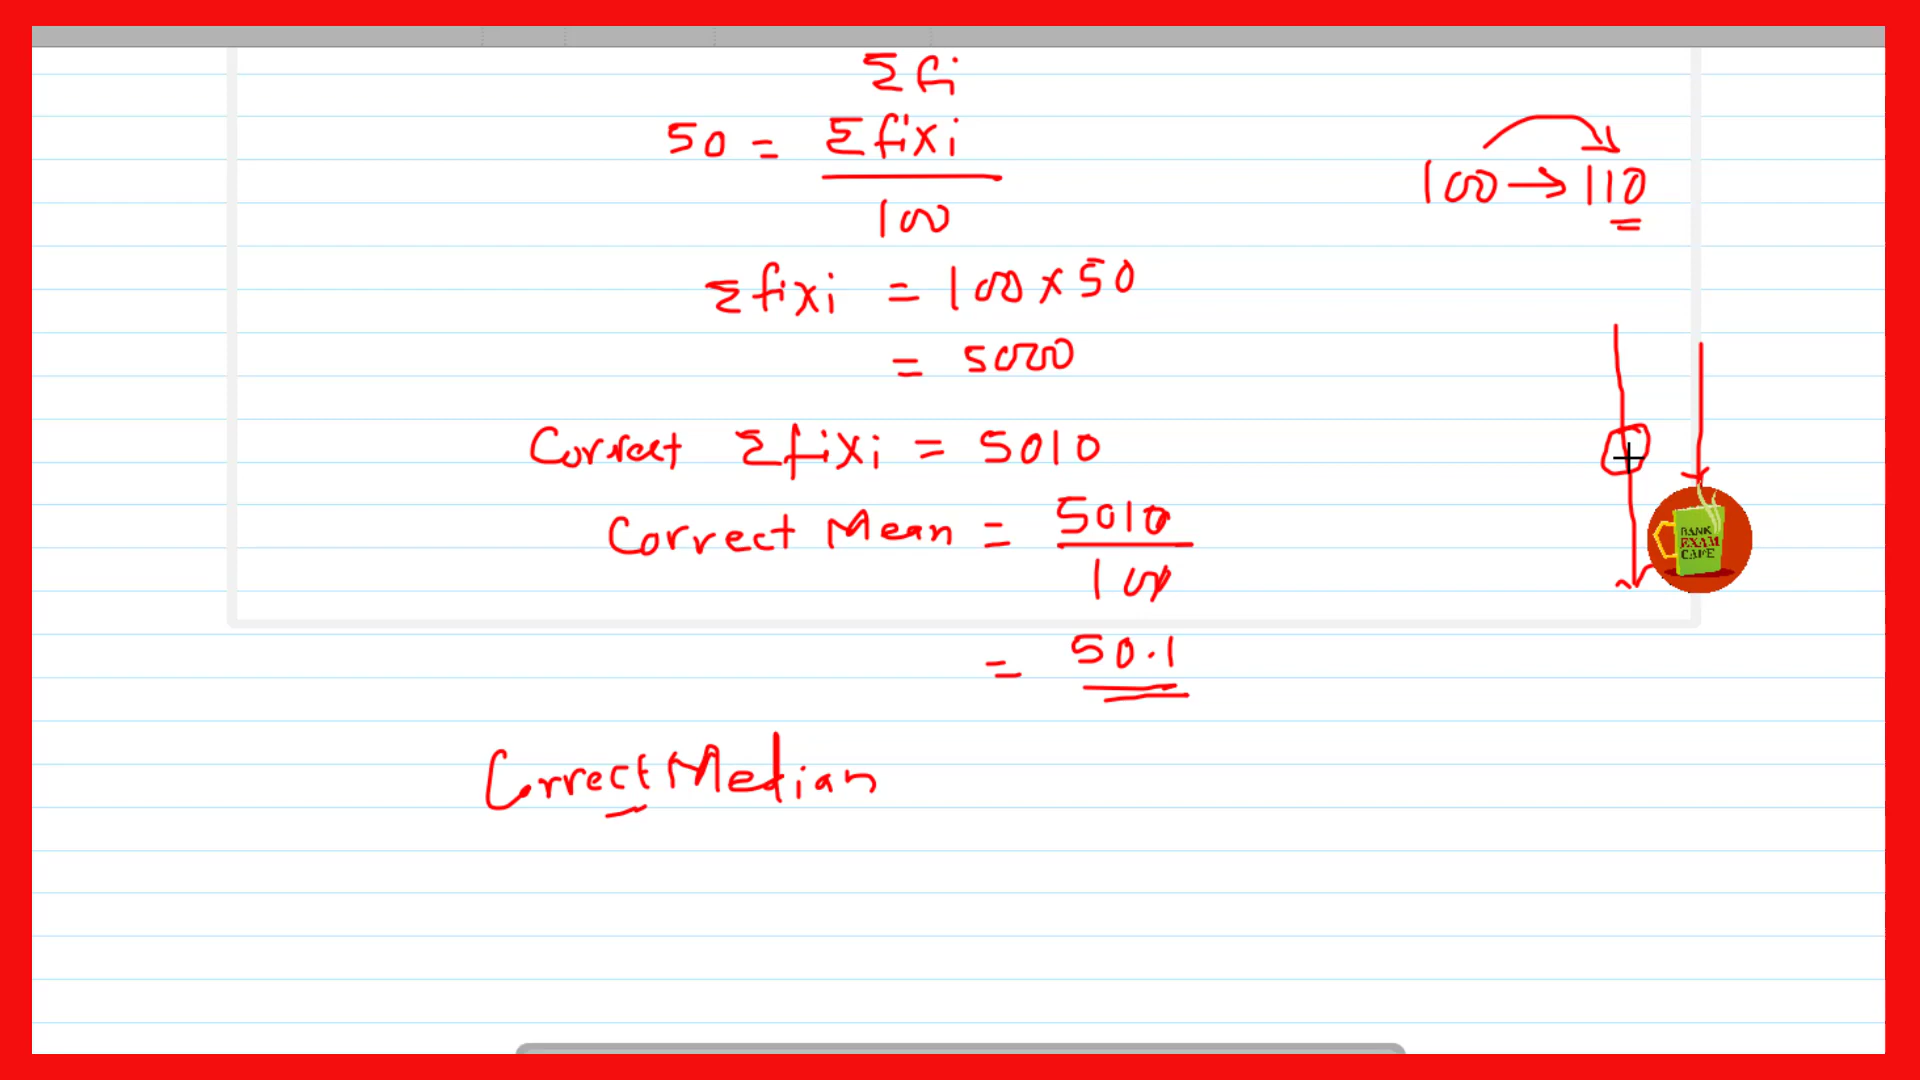 Σfi
50 = Σfixi
100
100 → 110
Σfixi = 100 × 50
= 5000
Correct Σfixi = 5010
Correct Mean = 5010
100
BANK
EXAM
CAFE
= 50.1
Correct Median